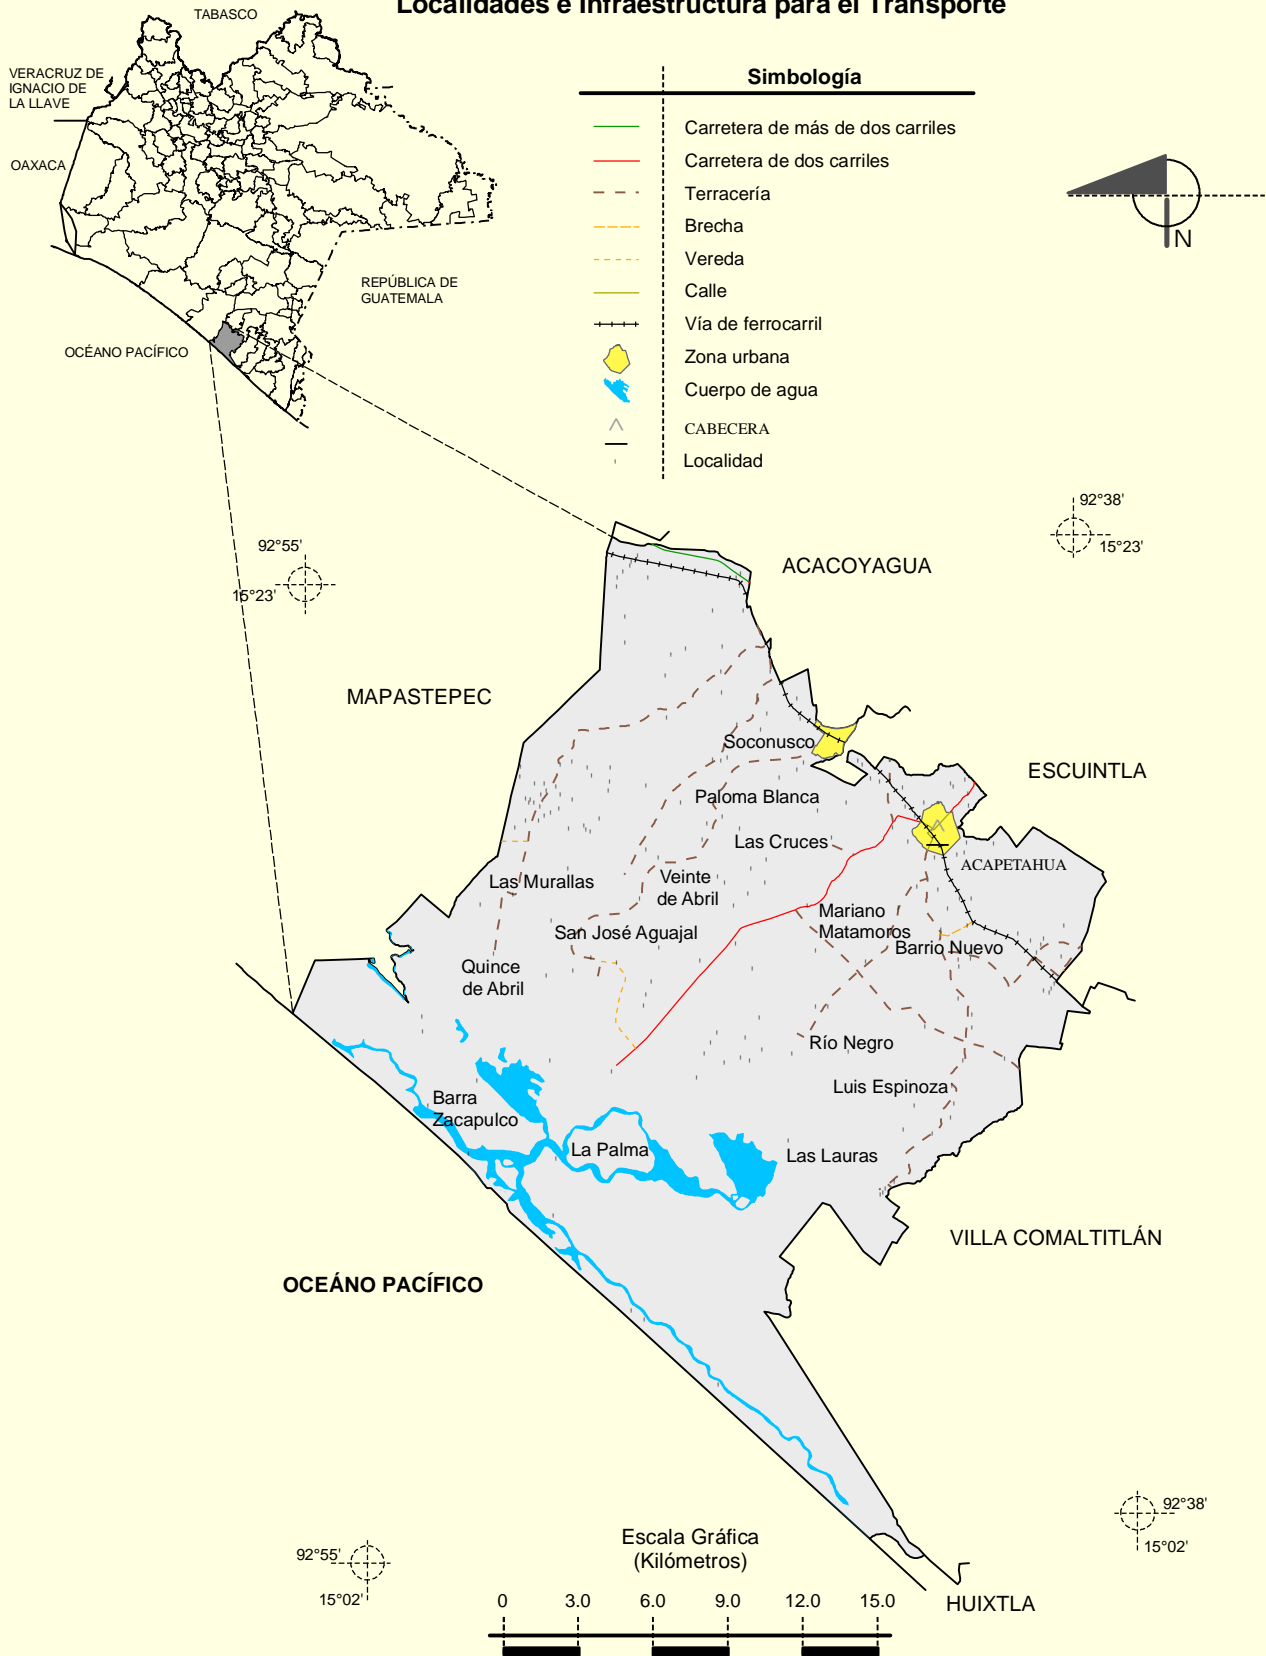 Localidades e Infraestructura para el Transporte
TABASCO
VERACRUZ DE
IGNACIO DE
LA LLAVE
OAXACA
REPÚBLICA DE
GUATEMALA
OCÉANO PACÍFICO
Simbología
Carretera de más de dos carriles
Carretera de dos carriles
Terracería
Brecha
Vereda
Calle
Vía de ferrocarril
Zona urbana
Cuerpo de agua
CABECERA
Localidad
N
92°38'
15°23'
92°55'
15°23'
ACACOYAGUA
MAPASTEPEC
Soconusco
ESCUINTLA
Paloma Blanca
Las Cruces
ACAPETAHUA
Las Murallas
Veinte
de Abril
Mariano
Matamoros
San José Aguajal
Barrio Nuevo
Quince
de Abril
Río Negro
Luis Espinoza
Barra
Zacapulco
La Palma
Las Lauras
VILLA COMALTITLÁN
OCEÁNO PACÍFICO
92°38'
15°02'
92°55'
15°02'
Escala Gráfica
(Kilómetros)
0 3.0 6.0 9.0 12.0 15.0
HUIXTLA